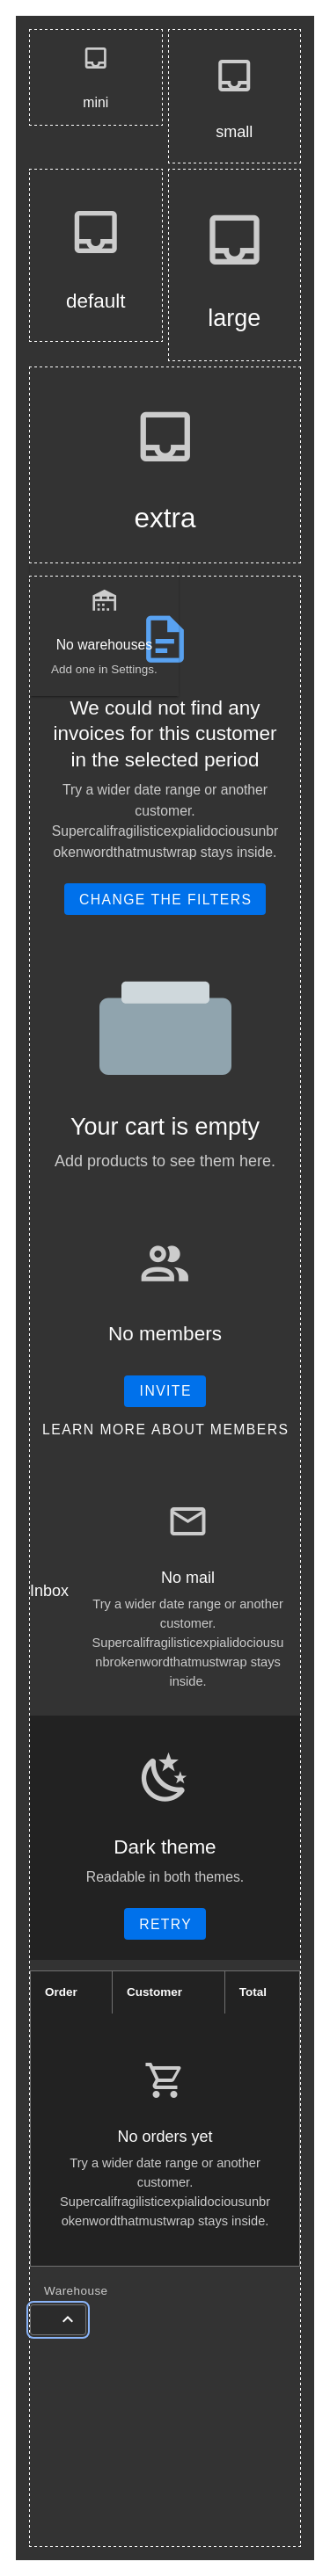 mini
small
default
large
extra
No warehouses
Add one in Settings.
We could not find any
invoices for this customer
in the selected period
Try a wider date range or another
customer.
Supercalifragilisticexpialidociousunbr
okenwordthatmustwrap stays inside.
CHANGE THE FILTERS
Your cart is empty
Add products to see them here.
No members
INVITE
LEARN MORE ABOUT MEMBERS
No mail
Inbox
Try a wider date range or another
customer.
Supercalifragilisticexpialidociousu
nbrokenwordthatmustwrap stays
inside.
Dark theme
Readable in both themes.
RETRY
Order Customer Total
No orders yet
Try a wider date range or another
customer.
Supercalifragilisticexpialidociousunbr
okenwordthatmustwrap stays inside.
Warehouse